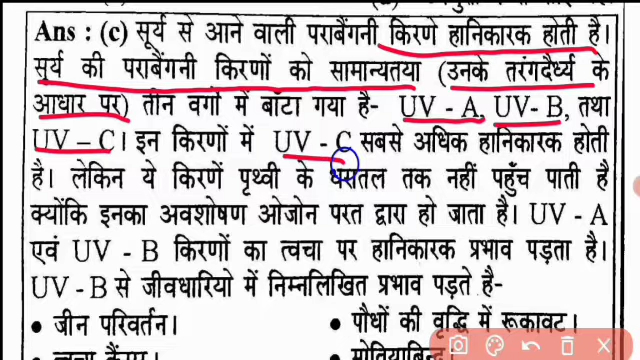 Ans : (c) सूर्य से आने वाली पराबैंगनी किरणे हानिकारक होती है।
सूर्य की पराबैंगनी किरणों को सामान्यतया (उनके तरंगदैर्ध्य के
आधार पर) तीन वर्गो में बाँटा गया है- UV - A, UV- B, तथा
UV – C। इन किरणों में UV - C सबसे अधिक हानिकारक होती
है। लेकिन ये किरणें पृथ्वी के धरातल तक नहीं पहुँच पाती है
क्योंकि इनका अवशोषण ओजोन परत द्वारा हो जाता है। UV - A
एवं UV - B किरणों का त्वचा पर हानिकारक प्रभाव पड़ता है।
UV - B से जीवधारियो में निम्नलिखित प्रभाव पड़ते है-
• जीन परिवर्तन। • पौधों की वृद्धि में रूकावट।
• त्वचा कैंसर। • मोतियाबिन्द